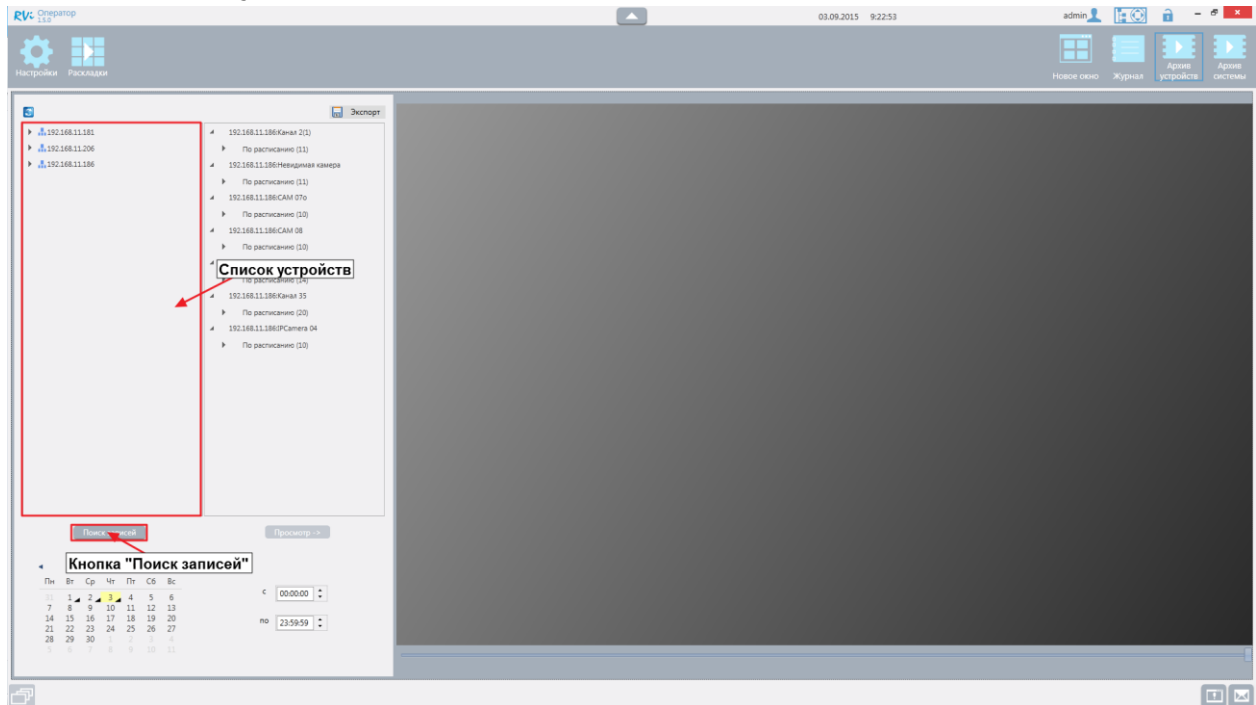 RVi Оператор
1.5.0
03.09.2015 9:22:53
admin
Настройки
Раскладки
Новое окно
Журнал
Архив устройств
Архив системы
Экспорт
192.168.11.181
192.168.11.206
192.168.11.186
192.168.11.186:Канал 2(1)
По расписанию (11)
192.168.11.186:Невидимая камера
По расписанию (11)
192.168.11.186:CAM 07о
По расписанию (10)
192.168.11.186:CAM 08
По расписанию (10)
Список устройств
По расписанию (14)
192.168.11.186:Канал 35
По расписанию (20)
192.168.11.186:IPCamera 04
По расписанию (10)
Поиск записей
Просмотр ->
Кнопка "Поиск записей"
Пн Вт Ср Чт Пт Сб Вс
31 1 2 3 4 5 6
7 8 9 10 11 12 13
14 15 16 17 18 19 20
21 22 23 24 25 26 27
28 29 30 1 2 3 4
5 6 7 8 9 10 11
с 00:00:00
по 23:59:59